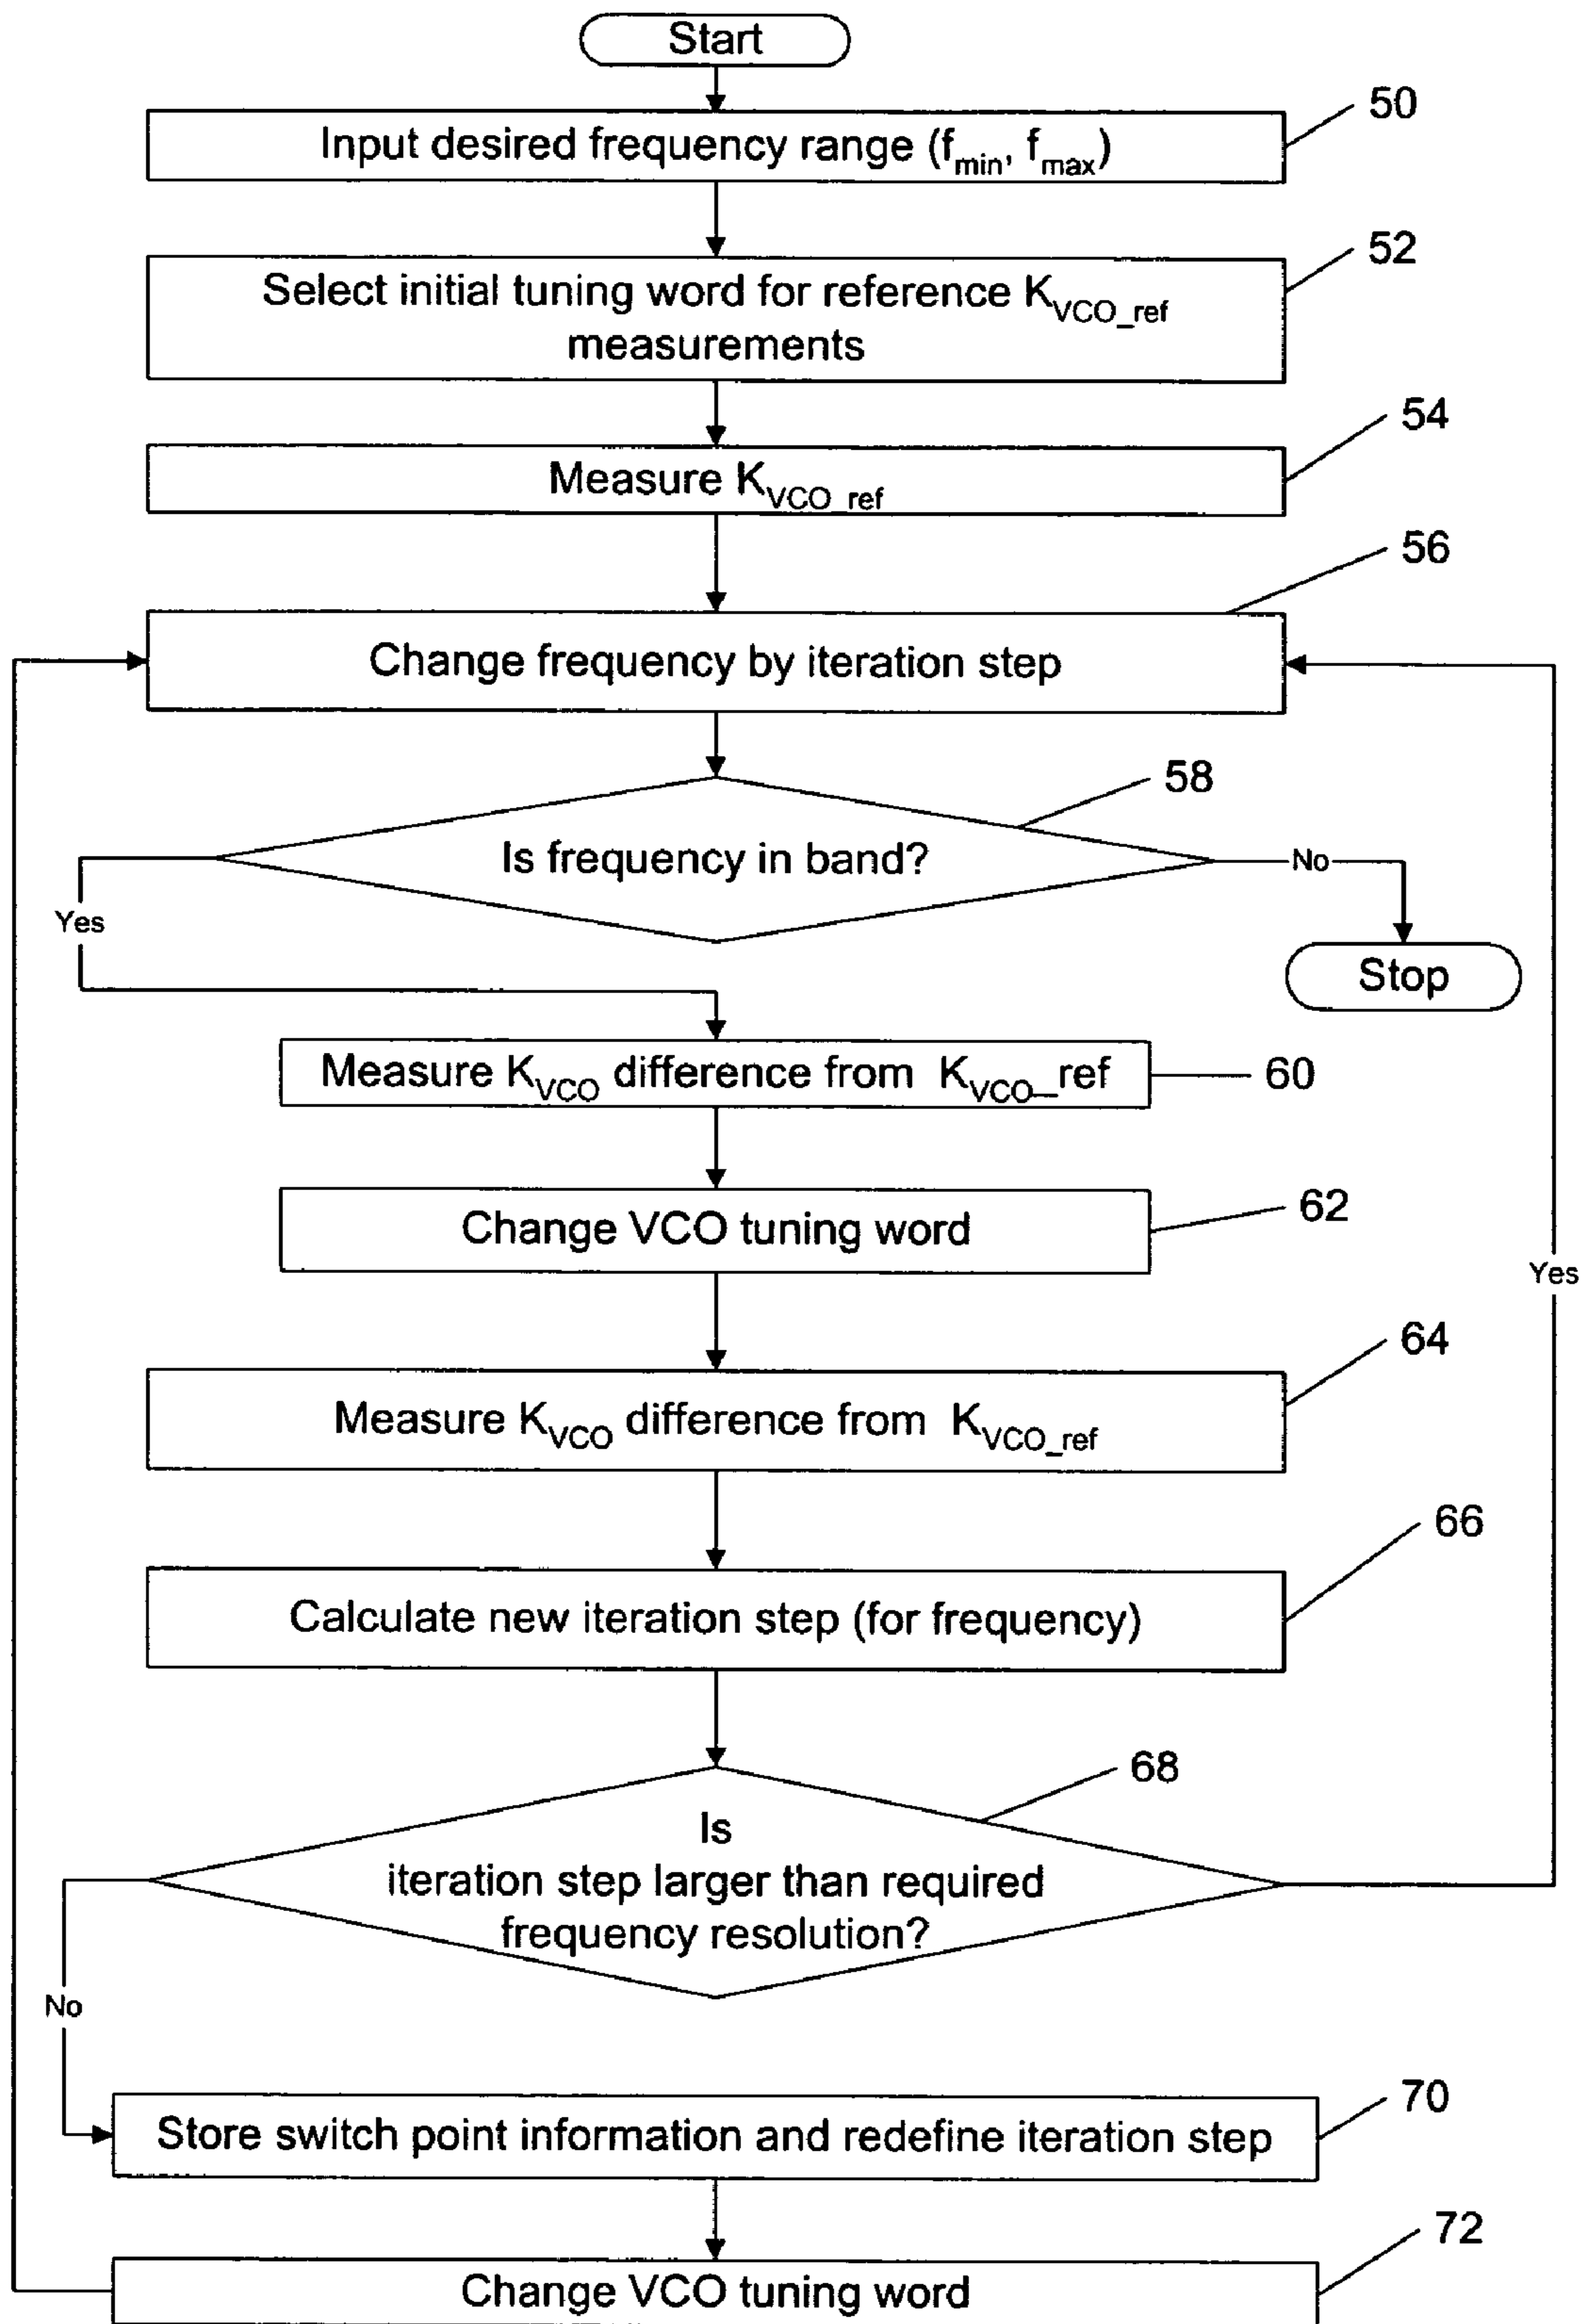 Start
50
Input desired frequency range (fmin, fmax)
52
Select initial tuning word for reference KVCO_ref
measurements
54
Measure KVCO_ref
56
Change frequency by iteration step
58
Is frequency in band?
No
Yes
Stop
Measure KVCO difference from KVCO_ref
60
62
Change VCO tuning word
Yes
64
Measure KVCO difference from KVCO_ref
66
Calculate new iteration step (for frequency)
68
Is
iteration step larger than required
frequency resolution?
No
70
Store switch point information and redefine iteration step
72
Change VCO tuning word